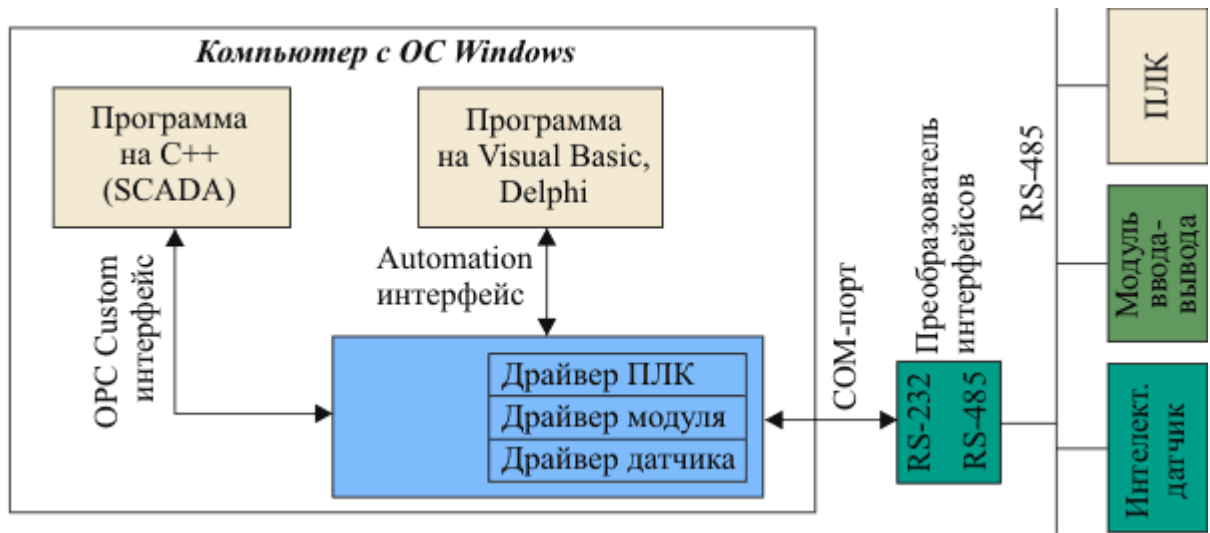 Компьютер с ОС Windows
Программа
на C++
(SCADA)
Программа
на Visual Basic,
Delphi
OPC Custom
интерфейс
Automation
интерфейс
Драйвер ПЛК
Драйвер модуля
Драйвер датчика
COM-порт
Преобразователь
интерфейсов
RS-232
RS-485
RS-485
ПЛК
Модуль
ввода-
вывода
Интелект.
датчик